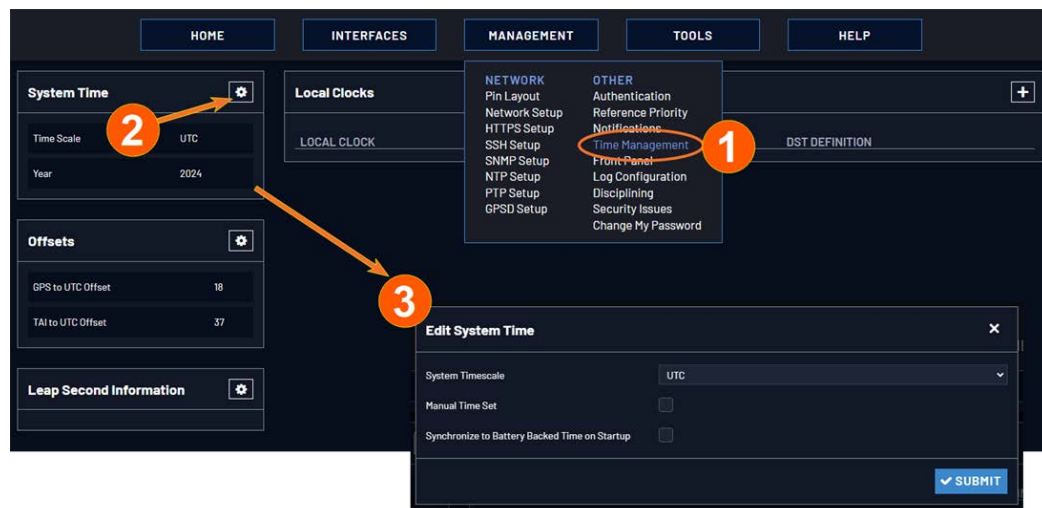 HOME
INTERFACES
MANAGEMENT
TOOLS
HELP
System Time
Time Scale UTC
Year 2024
2
Offsets
GPS to UTC Offset 18
TAI to UTC Offset 37
Leap Second Information
Local Clocks
LOCAL CLOCK
DST DEFINITION
NETWORK
Pin Layout
Network Setup
HTTPS Setup
SSH Setup
SNMP Setup
NTP Setup
PTP Setup
GPSD Setup
OTHER
Authentication
Reference Priority
Notifications
Time Management
Front Panel
Log Configuration
Disciplining
Security Issues
Change My Password
1
3
Edit System Time
System Timescale UTC
Manual Time Set
Synchronize to Battery Backed Time on Startup
SUBMIT